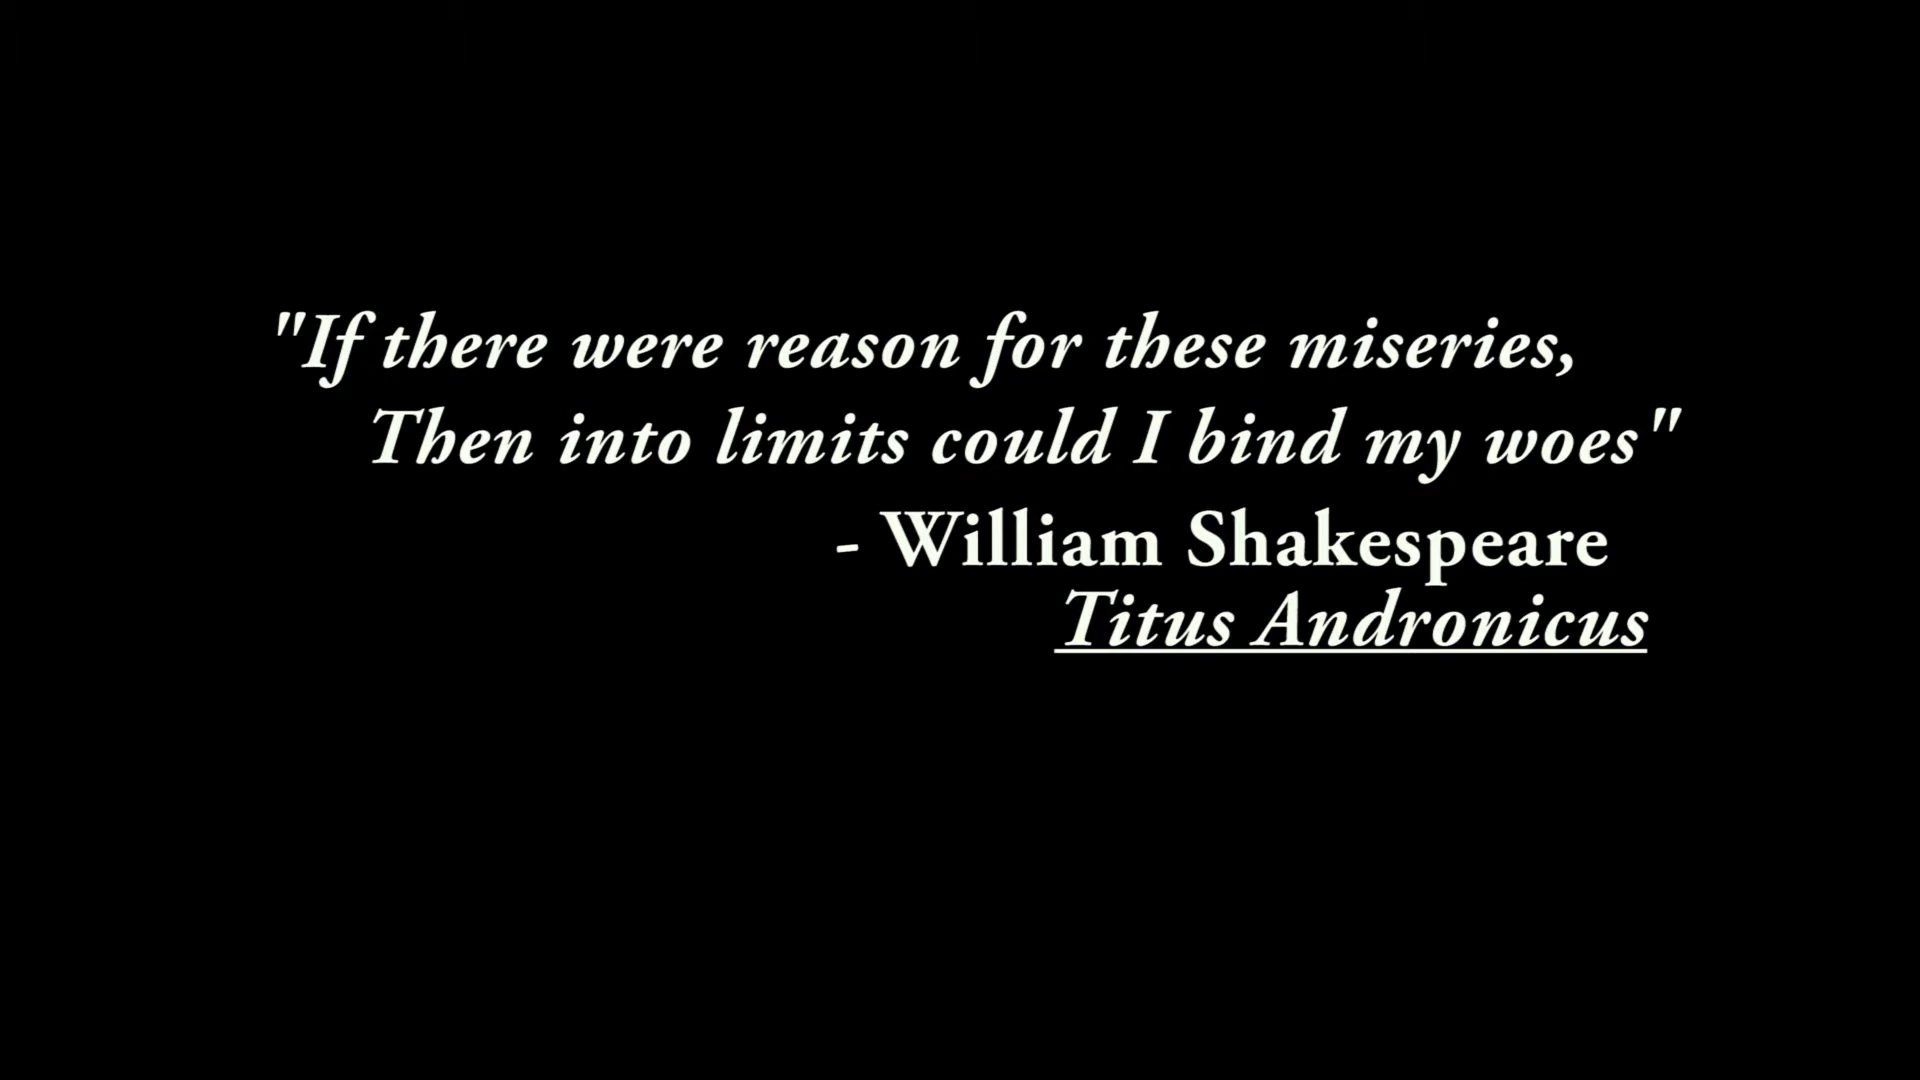 "If there were reason for these miseries,
Then into limits could I bind my woes"
- William Shakespeare
Titus Andronicus